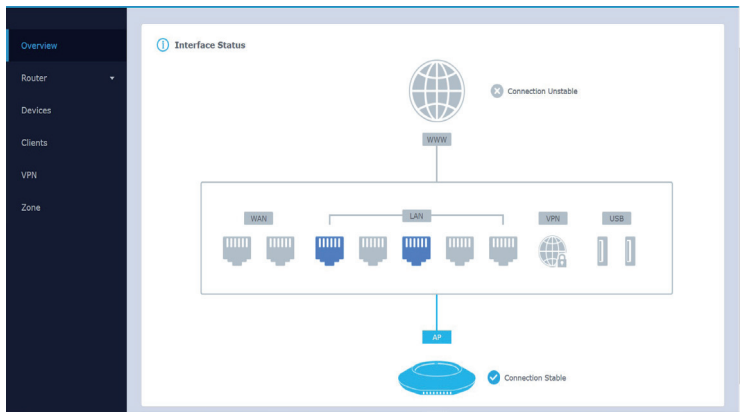 Overview
Router
Devices
Clients
VPN
Zone
Interface Status
Connection Unstable
WWW
WAN
LAN
VPN
USB
AP
Connection Stable